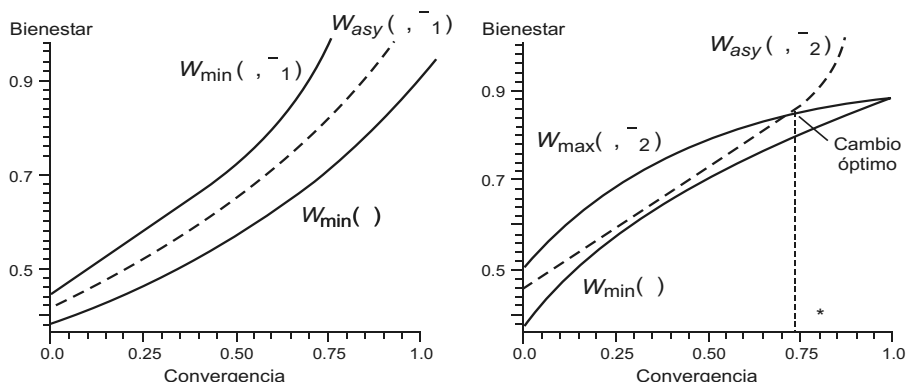 Bienestar
W_asy( , ¯1)
W_min( , ¯1)
0.9
0.7
W_min( )
0.5
0.0 0.25 0.50 0.75 1.0
Convergencia
Bienestar
W_asy( , ¯2)
0.9
W_max( , ¯2)
Cambio
óptimo
0.7
0.5
W_min( )
*
0.0 0.25 0.50 0.75 1.0
Convergencia